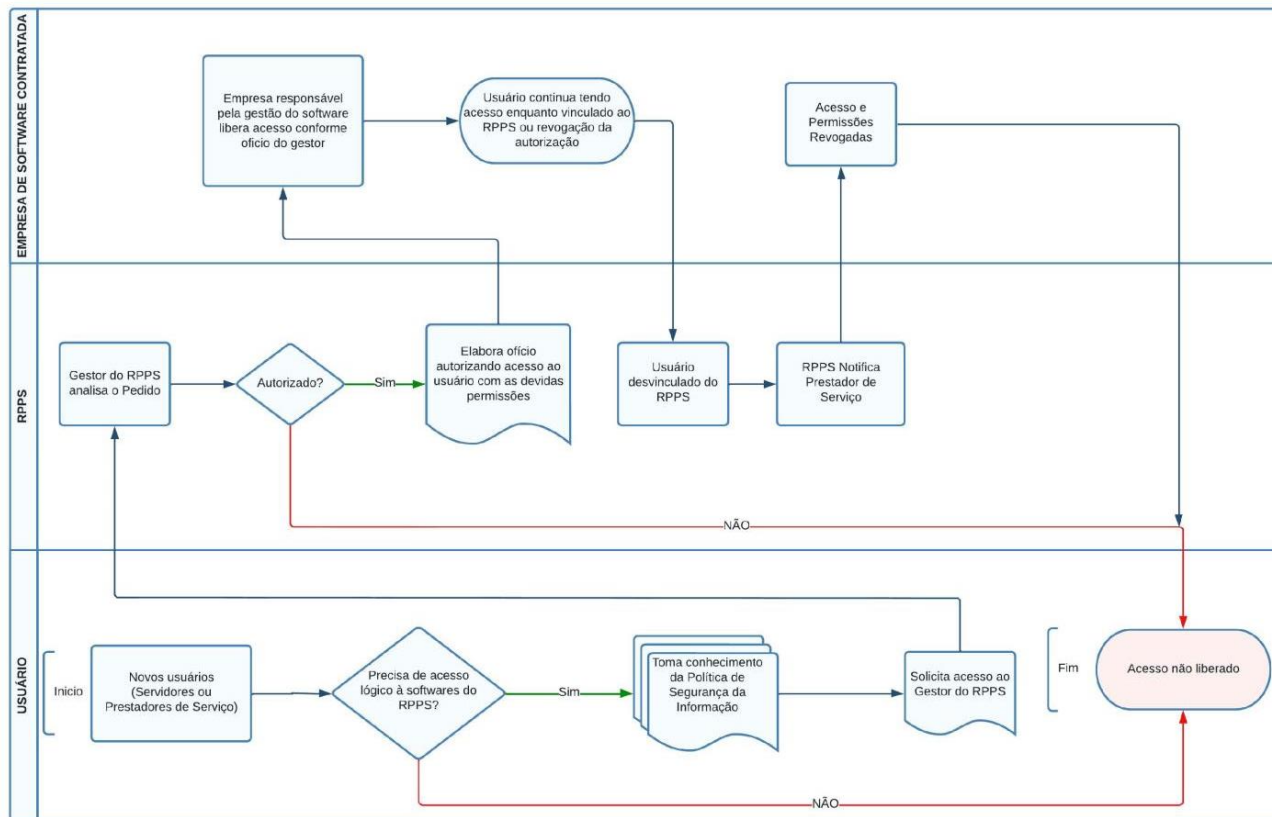 EMPRESA DE SOFTWARE CONTRATADA
Empresa responsável
pela gestão do software
libera acesso conforme
oficio do gestor
Usuário continua tendo
acesso enquanto vinculado ao
RPPS ou revogação da
autorização
Acesso e
Permissões
Revogadas
RPPS
Gestor do RPPS
analisa o Pedido
Autorizado?
Sim
Elabora ofício
autorizando acesso ao
usuário com as devidas
permissões
Usuário
desvinculado do
RPPS
RPPS Notifica
Prestador de
Serviço
NÃO
USUÁRIO
Inicio
Novos usuários
(Servidores ou
Prestadores de Serviço)
Precisa de acesso
lógico à softwares do
RPPS?
Sim
Toma conhecimento
da Política de
Segurança da
Informação
Solicita acesso ao
Gestor do RPPS
Fim
Acesso não liberado
NÃO